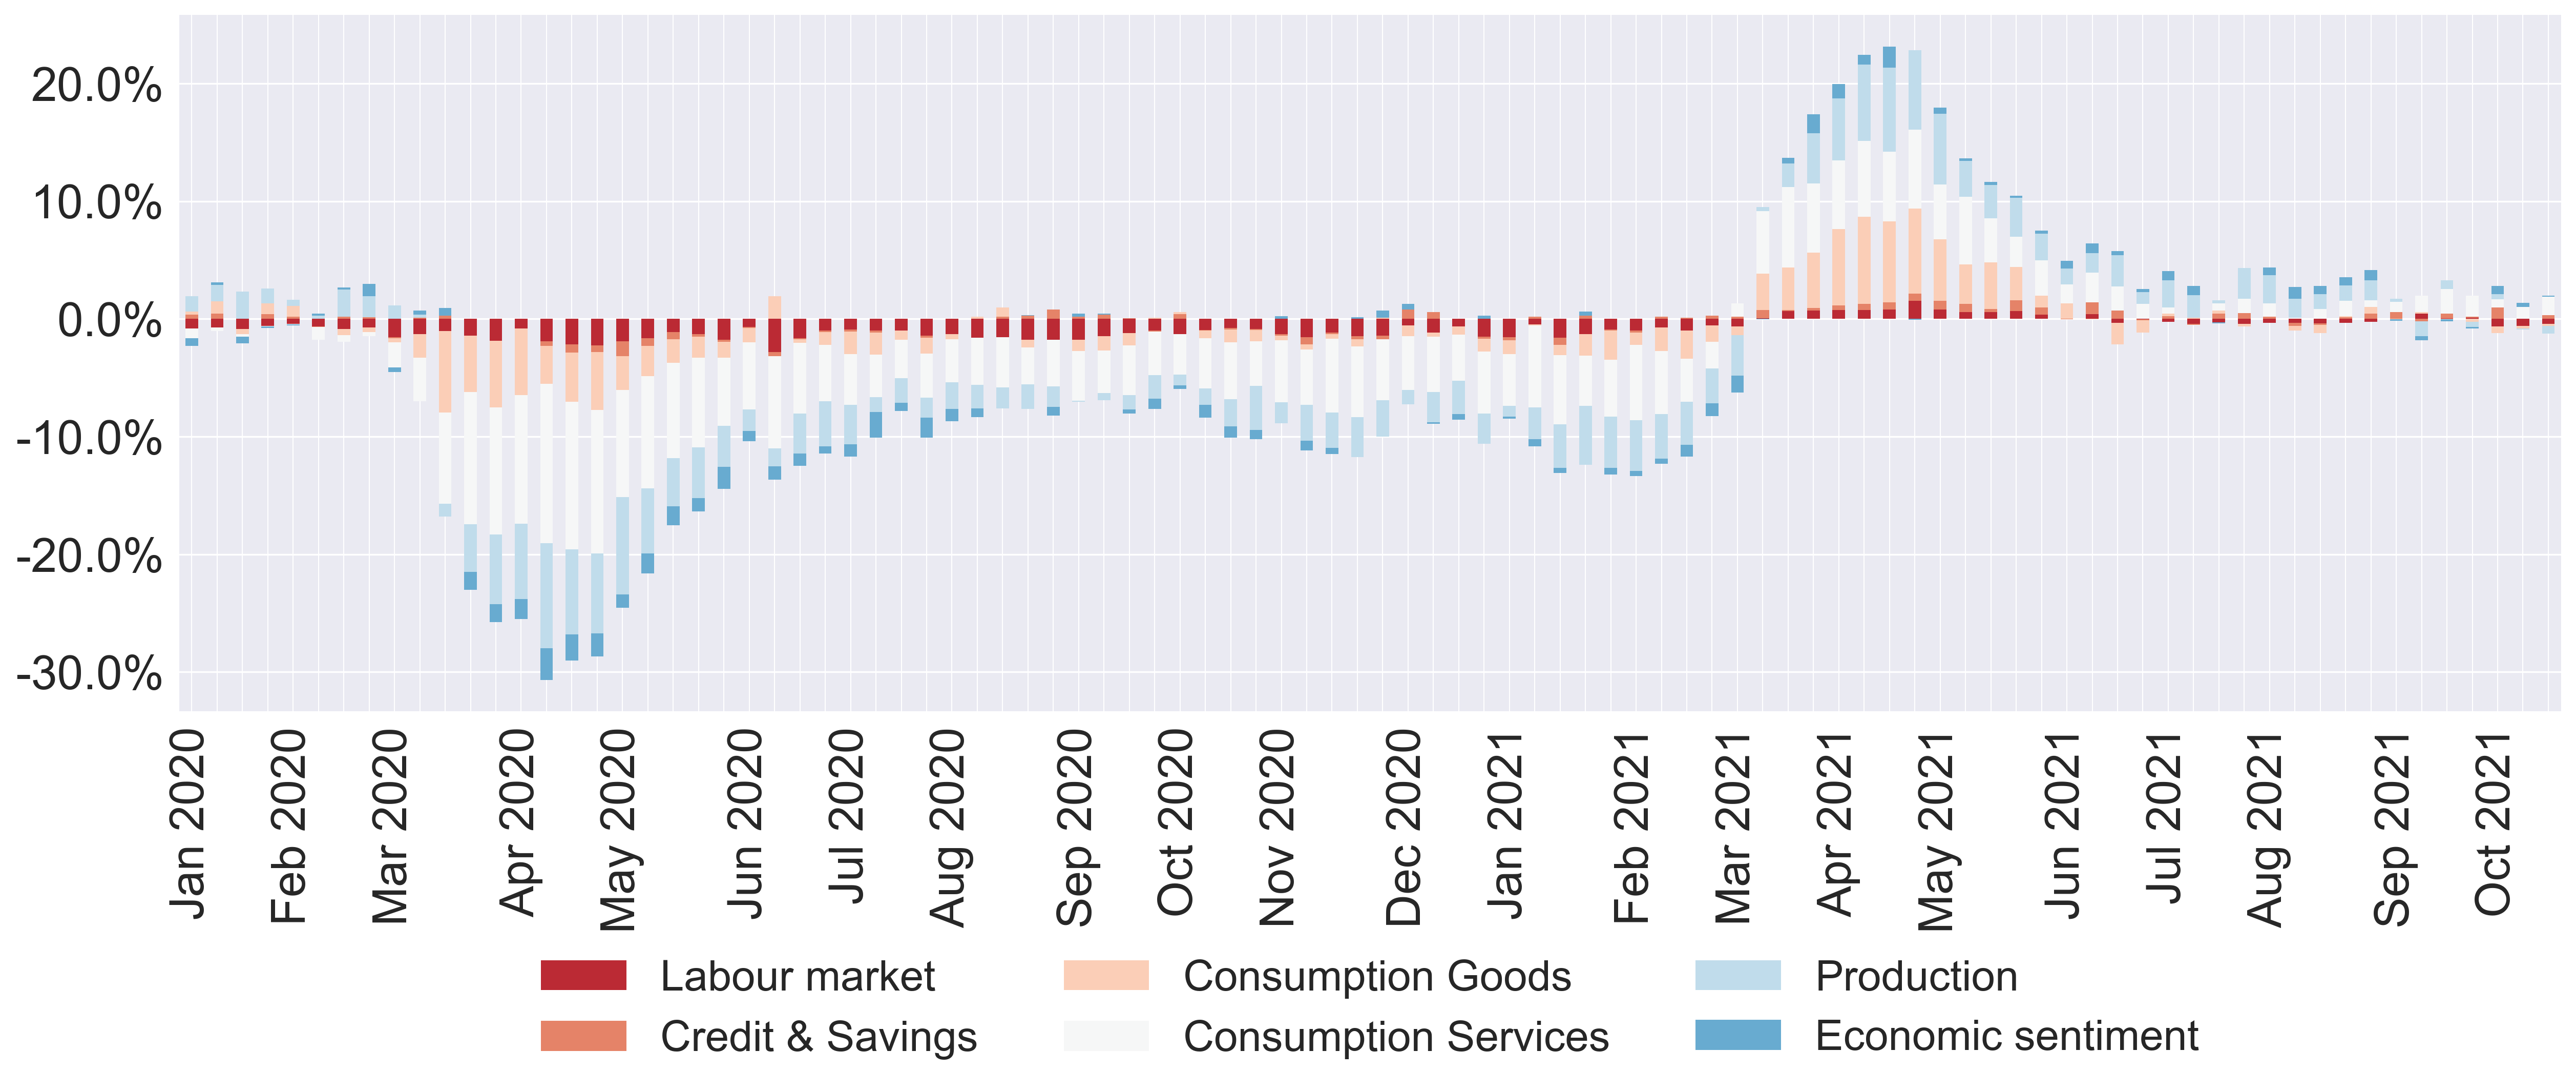 20.0%
10.0%
0.0%
-10.0%
-20.0%
-30.0%
Jan 2020
Feb 2020
Mar 2020
Apr 2020
May 2020
Jun 2020
Jul 2020
Aug 2020
Sep 2020
Oct 2020
Nov 2020
Dec 2020
Jan 2021
Feb 2021
Mar 2021
Apr 2021
May 2021
Jun 2021
Jul 2021
Aug 2021
Sep 2021
Oct 2021
Labour market
Consumption Goods
Production
Credit & Savings
Consumption Services
Economic sentiment